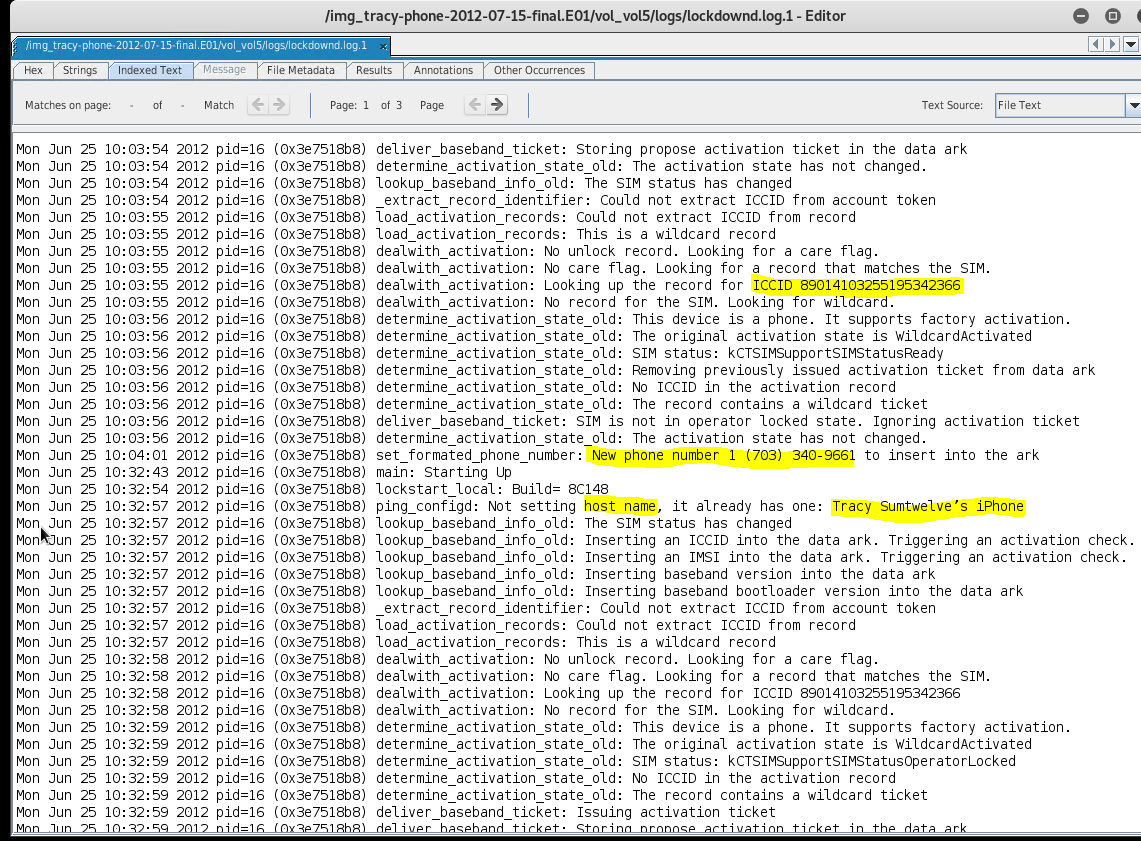 /img_tracy-phone-2012-07-15-final.E01/vol_vol5/logs/lockdownd.log.1 - Editor
/img_tracy-phone-2012-07-15-final.E01/vol_vol5/logs/lockdownd.log.1 ×
Hex Strings Indexed Text Message File Metadata Results Annotations Other Occurrences
Matches on page: - of - Match Page: 1 of 3 Page Text Source: File Text
Mon Jun 25 10:03:54 2012 pid=16 (0x3e7518b8) deliver_baseband_ticket: Storing propose activation ticket in the data ark
Mon Jun 25 10:03:54 2012 pid=16 (0x3e7518b8) determine_activation_state_old: The activation state has not changed.
Mon Jun 25 10:03:54 2012 pid=16 (0x3e7518b8) lookup_baseband_info_old: The SIM status has changed
Mon Jun 25 10:03:54 2012 pid=16 (0x3e7518b8) _extract_record_identifier: Could not extract ICCID from account token
Mon Jun 25 10:03:55 2012 pid=16 (0x3e7518b8) load_activation_records: Could not extract ICCID from record
Mon Jun 25 10:03:55 2012 pid=16 (0x3e7518b8) load_activation_records: This is a wildcard record
Mon Jun 25 10:03:55 2012 pid=16 (0x3e7518b8) dealwith_activation: No unlock record. Looking for a care flag.
Mon Jun 25 10:03:55 2012 pid=16 (0x3e7518b8) dealwith_activation: No care flag. Looking for a record that matches the SIM.
Mon Jun 25 10:03:55 2012 pid=16 (0x3e7518b8) dealwith_activation: Looking up the record for ICCID 89014103255195342366
Mon Jun 25 10:03:55 2012 pid=16 (0x3e7518b8) dealwith_activation: No record for the SIM. Looking for wildcard.
Mon Jun 25 10:03:56 2012 pid=16 (0x3e7518b8) determine_activation_state_old: This device is a phone. It supports factory activation.
Mon Jun 25 10:03:56 2012 pid=16 (0x3e7518b8) determine_activation_state_old: The original activation state is WildcardActivated
Mon Jun 25 10:03:56 2012 pid=16 (0x3e7518b8) determine_activation_state_old: SIM status: kCTSIMSupportSIMStatusReady
Mon Jun 25 10:03:56 2012 pid=16 (0x3e7518b8) determine_activation_state_old: Removing previously issued activation ticket from data ark
Mon Jun 25 10:03:56 2012 pid=16 (0x3e7518b8) determine_activation_state_old: No ICCID in the activation record
Mon Jun 25 10:03:56 2012 pid=16 (0x3e7518b8) determine_activation_state_old: The record contains a wildcard ticket
Mon Jun 25 10:03:56 2012 pid=16 (0x3e7518b8) deliver_baseband_ticket: SIM is not in operator locked state. Ignoring activation ticket
Mon Jun 25 10:03:56 2012 pid=16 (0x3e7518b8) determine_activation_state_old: The activation state has not changed.
Mon Jun 25 10:04:01 2012 pid=16 (0x3e7518b8) set_formated_phone_number: New phone number 1 (703) 340-9661 to insert into the ark
Mon Jun 25 10:32:43 2012 pid=16 (0x3e7518b8) main: Starting Up
Mon Jun 25 10:32:54 2012 pid=16 (0x3e7518b8) lockstart_local: Build= 8C148
Mon Jun 25 10:32:57 2012 pid=16 (0x3e7518b8) ping_configd: Not setting host name, it already has one: Tracy Sumtwelve’s iPhone
Mon Jun 25 10:32:57 2012 pid=16 (0x3e7518b8) lookup_baseband_info_old: The SIM status has changed
Mon Jun 25 10:32:57 2012 pid=16 (0x3e7518b8) lookup_baseband_info_old: Inserting an ICCID into the data ark. Triggering an activation check.
Mon Jun 25 10:32:57 2012 pid=16 (0x3e7518b8) lookup_baseband_info_old: Inserting an IMSI into the data ark. Triggering an activation check.
Mon Jun 25 10:32:57 2012 pid=16 (0x3e7518b8) lookup_baseband_info_old: Inserting baseband version into the data ark
Mon Jun 25 10:32:57 2012 pid=16 (0x3e7518b8) lookup_baseband_info_old: Inserting baseband bootloader version into the data ark
Mon Jun 25 10:32:57 2012 pid=16 (0x3e7518b8) _extract_record_identifier: Could not extract ICCID from account token
Mon Jun 25 10:32:57 2012 pid=16 (0x3e7518b8) load_activation_records: Could not extract ICCID from record
Mon Jun 25 10:32:57 2012 pid=16 (0x3e7518b8) load_activation_records: This is a wildcard record
Mon Jun 25 10:32:58 2012 pid=16 (0x3e7518b8) dealwith_activation: No unlock record. Looking for a care flag.
Mon Jun 25 10:32:58 2012 pid=16 (0x3e7518b8) dealwith_activation: No care flag. Looking for a record that matches the SIM.
Mon Jun 25 10:32:58 2012 pid=16 (0x3e7518b8) dealwith_activation: Looking up the record for ICCID 89014103255195342366
Mon Jun 25 10:32:58 2012 pid=16 (0x3e7518b8) dealwith_activation: No record for the SIM. Looking for wildcard.
Mon Jun 25 10:32:59 2012 pid=16 (0x3e7518b8) determine_activation_state_old: This device is a phone. It supports factory activation.
Mon Jun 25 10:32:59 2012 pid=16 (0x3e7518b8) determine_activation_state_old: The original activation state is WildcardActivated
Mon Jun 25 10:32:59 2012 pid=16 (0x3e7518b8) determine_activation_state_old: SIM status: kCTSIMSupportSIMStatusOperatorLocked
Mon Jun 25 10:32:59 2012 pid=16 (0x3e7518b8) determine_activation_state_old: No ICCID in the activation record
Mon Jun 25 10:32:59 2012 pid=16 (0x3e7518b8) determine_activation_state_old: The record contains a wildcard ticket
Mon Jun 25 10:32:59 2012 pid=16 (0x3e7518b8) deliver_baseband_ticket: Issuing activation ticket
Mon Jun 25 10:32:59 2012 pid=16 (0x3e7518b8) deliver_baseband_ticket: Storing propose activation ticket in the data ark